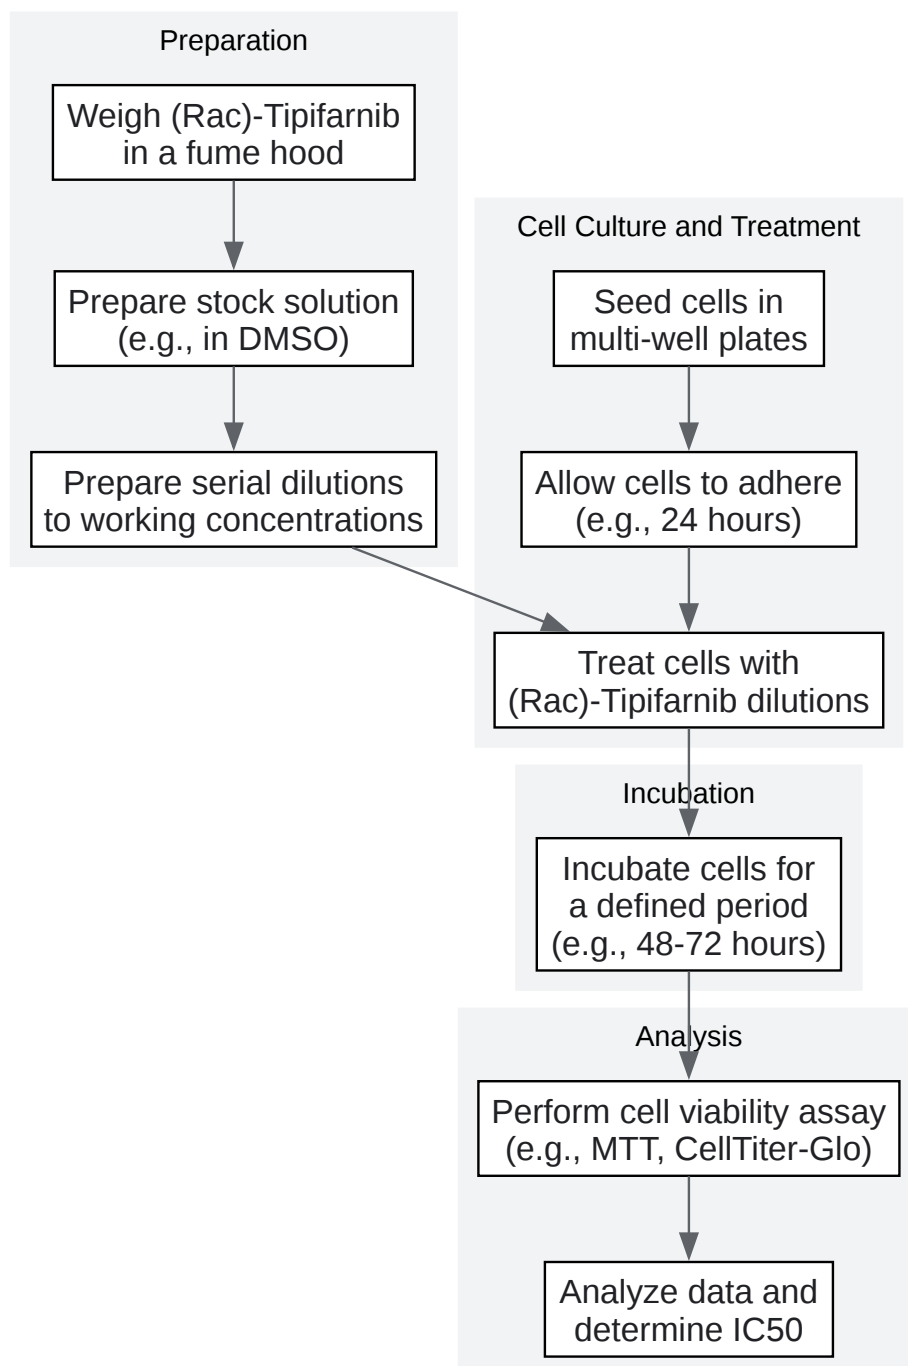 Preparation
Weigh (Rac)-Tipifarnib
in a fume hood
Prepare stock solution
(e.g., in DMSO)
Prepare serial dilutions
to working concentrations
Cell Culture and Treatment
Seed cells in
multi-well plates
Allow cells to adhere
(e.g., 24 hours)
Treat cells with
(Rac)-Tipifarnib dilutions
Incubation
Incubate cells for
a defined period
(e.g., 48-72 hours)
Analysis
Perform cell viability assay
(e.g., MTT, CellTiter-Glo)
Analyze data and
determine IC50